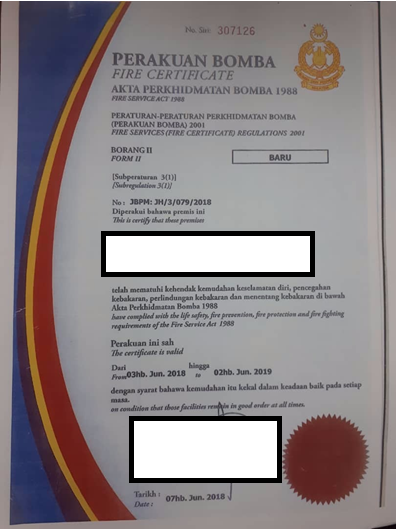 No. Siri 307126
PERAKUAN BOMBA
FIRE CERTIFICATE
AKTA PERKHIDMATAN BOMBA 1988
FIRE SERVICE ACT 1988
PERATURAN-PERATURAN PERKHIDMATAN BOMBA
(PERAKUAN BOMBA) 2001
FIRE SERVICES (FIRE CERTIFICATE) REGULATIONS 2001
BORANG II
FORM II
BARU
[Subperaturan 3(1)]
[Subregulation 3(1)]
No : JBPM: JH/3/079/2018
Diperakui bahawa premis ini
This is certify that these premises
telah mematuhi kehendak kemudahan keselamatan diri, pencegahan
kebakaran, perlindungan kebakaran dan menentang kebakaran di bawah
Akta Perkhidmatan Bomba 1988
have complied with the life safety, fire prevention, fire protection and fire fighting
requirements of the Fire Service Act 1988
Perakuan ini sah
The certificate is valid
Dari 03hb. Jun. 2018 hingga 02hb. Jun. 2019
From to
dengan syarat bahawa kemudahan itu kekal dalam keadaan baik pada setiap
masa.
on condition that those facilities remain in good order at all times.
Tarikh : 07hb. Jun. 2018
Date :